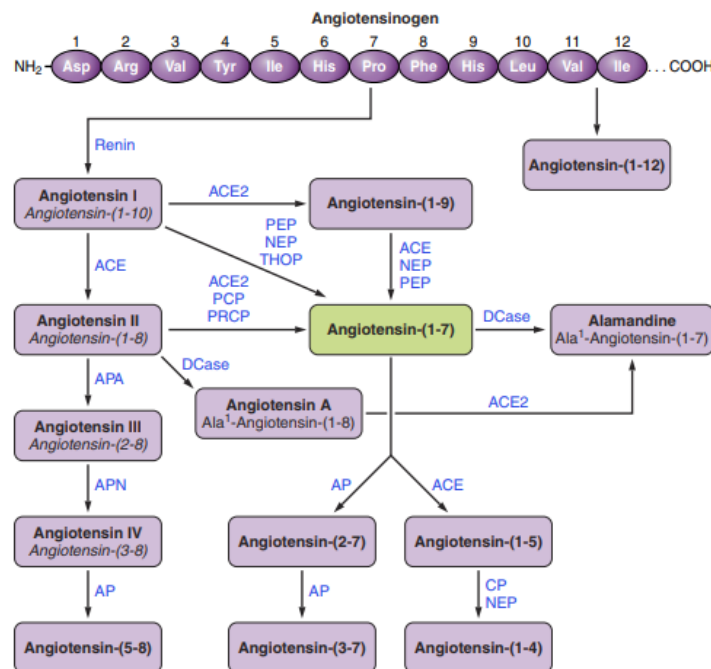 Angiotensinogen
1 2 3 4 5 6 7 8 9 10 11 12
NH2 Asp Arg Val Tyr Ile His Pro Phe His Leu Val Ile ... COOH
Renin
Angiotensin-(1-12)
Angiotensin I
Angiotensin-(1-10)
ACE2
Angiotensin-(1-9)
PEP
NEP
THOP
ACE
ACE
NEP
PEP
ACE2
PCP
PRCP
Angiotensin II
Angiotensin-(1-8)
Angiotensin-(1-7)
DCase
Alamandine
Ala1-Angiotensin-(1-7)
DCase
APA
Angiotensin A
Ala1-Angiotensin-(1-8)
ACE2
Angiotensin III
Angiotensin-(2-8)
APN
AP
ACE
Angiotensin IV
Angiotensin-(3-8)
Angiotensin-(2-7)
Angiotensin-(1-5)
AP
AP
CP
NEP
Angiotensin-(5-8)
Angiotensin-(3-7)
Angiotensin-(1-4)